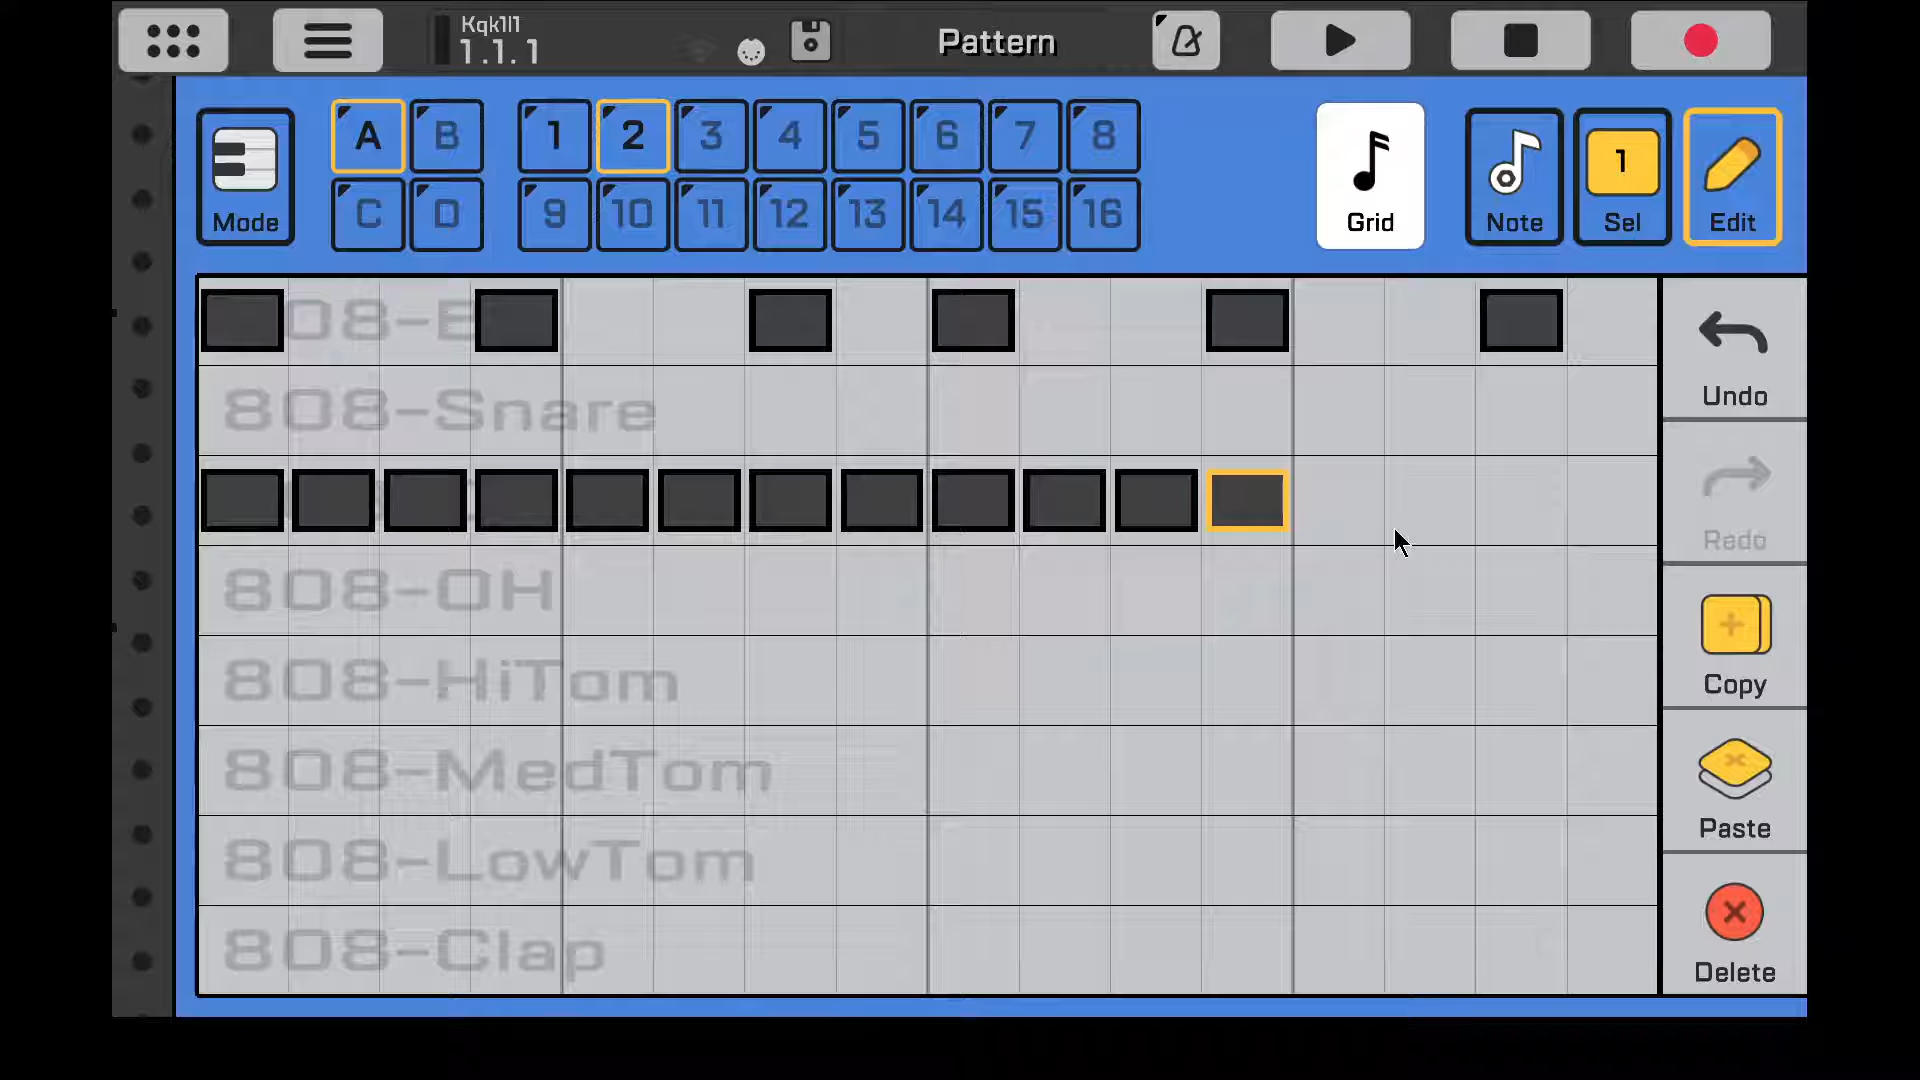 Kqk1l1
1.1.1
Pattern
Mode
A
B
1
2
3
4
5
6
7
8
C
D
9
10
11
12
13
14
15
16
Grid
Note
1
Sel
Edit
808-Snare
808-OH
808-HiTom
808-MedTom
808-LowTom
808-Clap
Undo
Redo
Copy
Paste
Delete